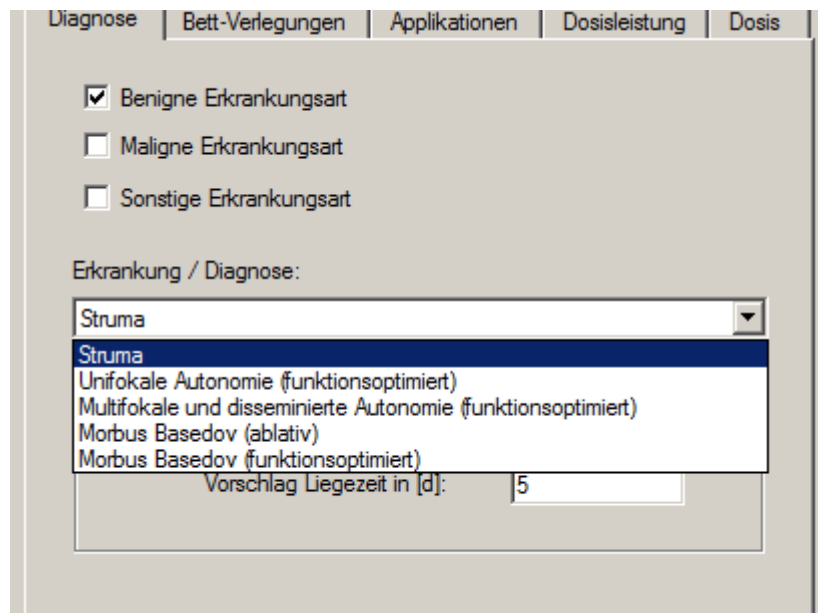 Diagnose Bett-Verlegungen Applikationen Dosisleistung Dosis
Benigne Erkrankungsart
Maligne Erkrankungsart
Sonstige Erkrankungsart
Erkrankung / Diagnose:
Struma
Struma
Unifokale Autonomie (funktionsoptimiert)
Multifokale und disseminierte Autonomie (funktionsoptimiert)
Morbus Basedov (ablativ)
Morbus Basedov (funktionsoptimiert)
Vorschlag Liegezeit in [d]: 5